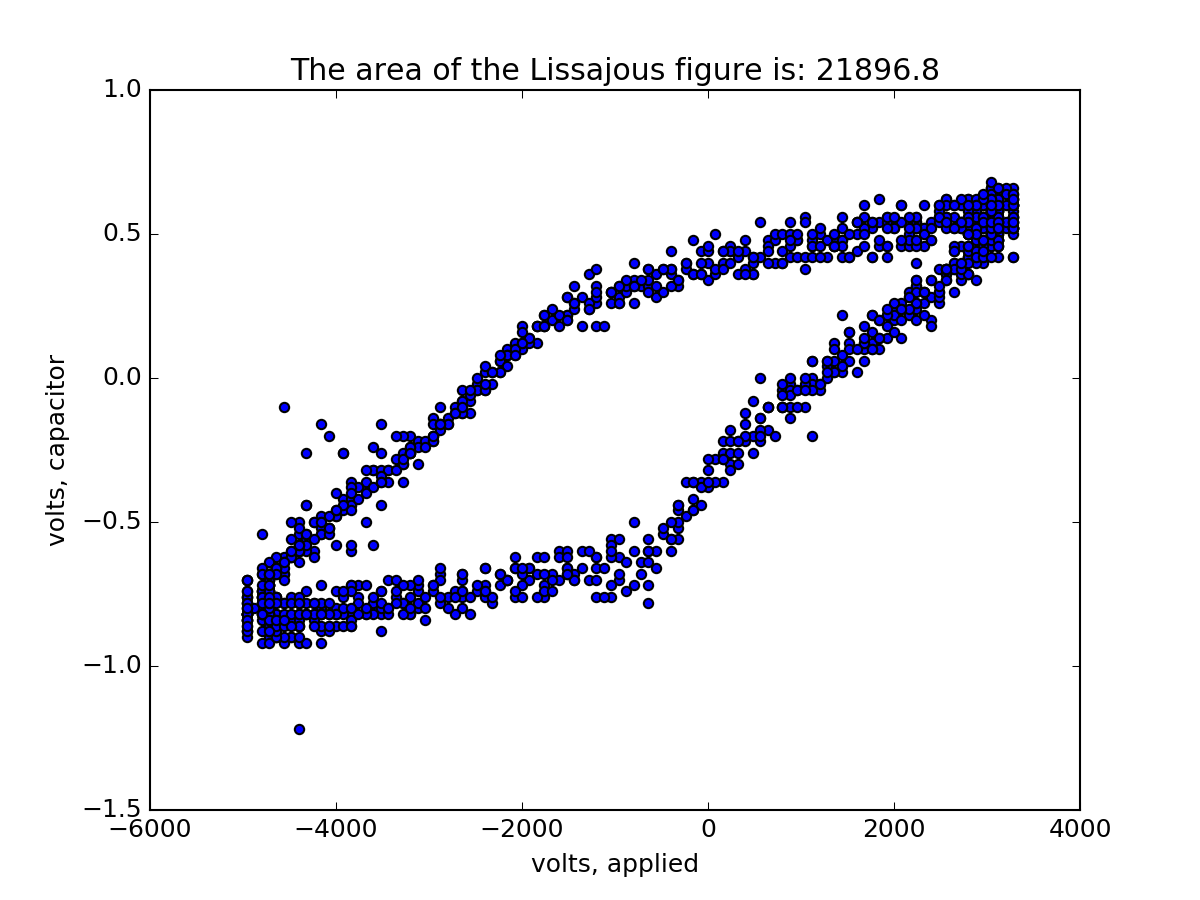 The area of the Lissajous figure is: 21896.8
1.0
0.5
0.0
−0.5
−1.0
−1.5
volts, capacitor
−6000 −4000 −2000 0 2000 4000
volts, applied